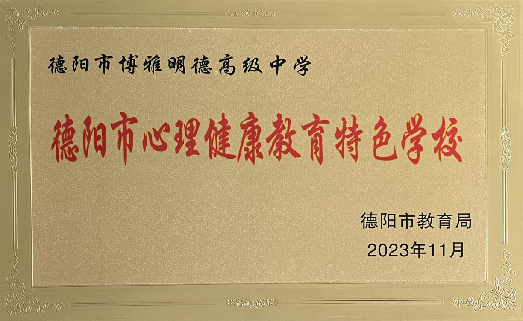 德阳市博雅明德高级中学
德阳市心理健康教育特色学校
德阳市教育局
2023年11月